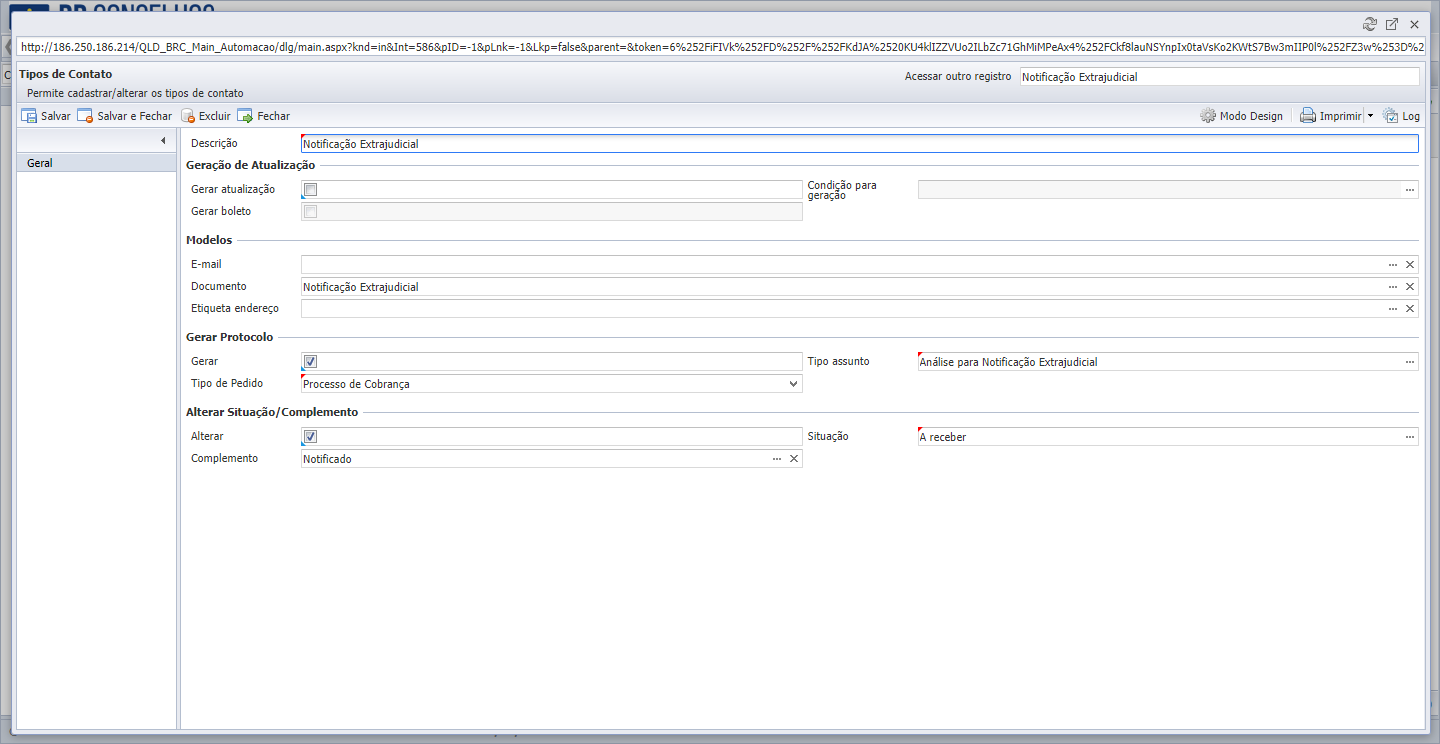 BR CONSELHOS
http://186.250.186.214/QLD_BRC_Main_Automacao/dlg/main.aspx?knd=in&Int=586&pID=-1&pLnk=-1&Lkp=false&parent=&token=6%252FiFIVk%252FD%252F%252FKdJA%2520KU4klIZZVUo2ILbZc71GhMiMPeAx4%252FCkf8lauNSYnpIx0taVsKo2KWtS7Bw3mIIP0l%252FZ3w%253D%2
Tipos de Contato
Acessar outro registro Notificação Extrajudicial
Permite cadastrar/alterar os tipos de contato
Salvar Salvar e Fechar Excluir Fechar Modo Design Imprimir Log
Geral
Descrição Notificação Extrajudicial
Geração de Atualização
Gerar atualização Condição para geração
Gerar boleto
Modelos
E-mail
Documento Notificação Extrajudicial
Etiqueta endereço
Gerar Protocolo
Gerar Tipo assunto Análise para Notificação Extrajudicial
Tipo de Pedido Processo de Cobrança
Alterar Situação/Complemento
Alterar Situação A receber
Complemento Notificado